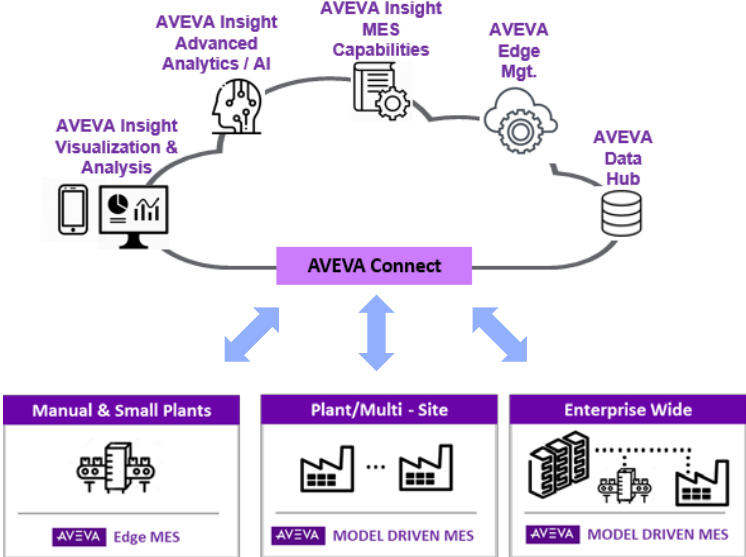 AVEVA Insight
Advanced
Analytics / AI
AVEVA Insight
MES
Capabilities
AVEVA
Edge
Mgt.
AVEVA Insight
Visualization &
Analysis
AVEVA
Data
Hub
AVEVA Connect
Manual & Small Plants
AVEVA Edge MES
Plant/Multi - Site
...
AVEVA MODEL DRIVEN MES
Enterprise Wide
AVEVA MODEL DRIVEN MES